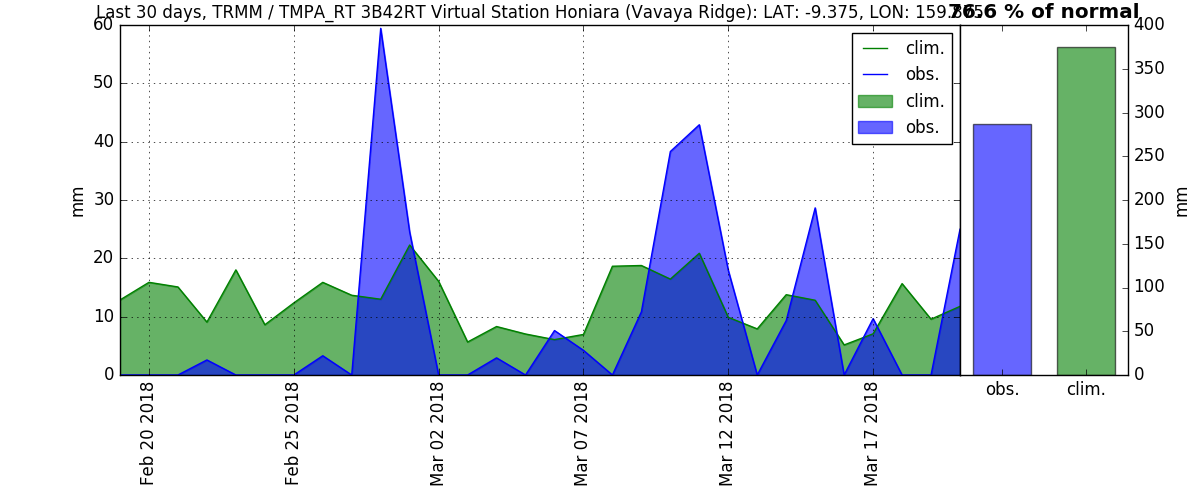 Last 30 days, TRMM / TMPA_RT 3B42RT Virtual Station Honiara (Vavaya Ridge): LAT: -9.375, LON:
76.6 % of normal
60
50
40
30
20
10
0
mm
clim.
obs.
clim.
obs.
Feb 20 2018
Feb 25 2018
Mar 02 2018
Mar 07 2018
Mar 12 2018
Mar 17 2018
400
350
300
250
200
150
100
50
0
mm
obs.
clim.